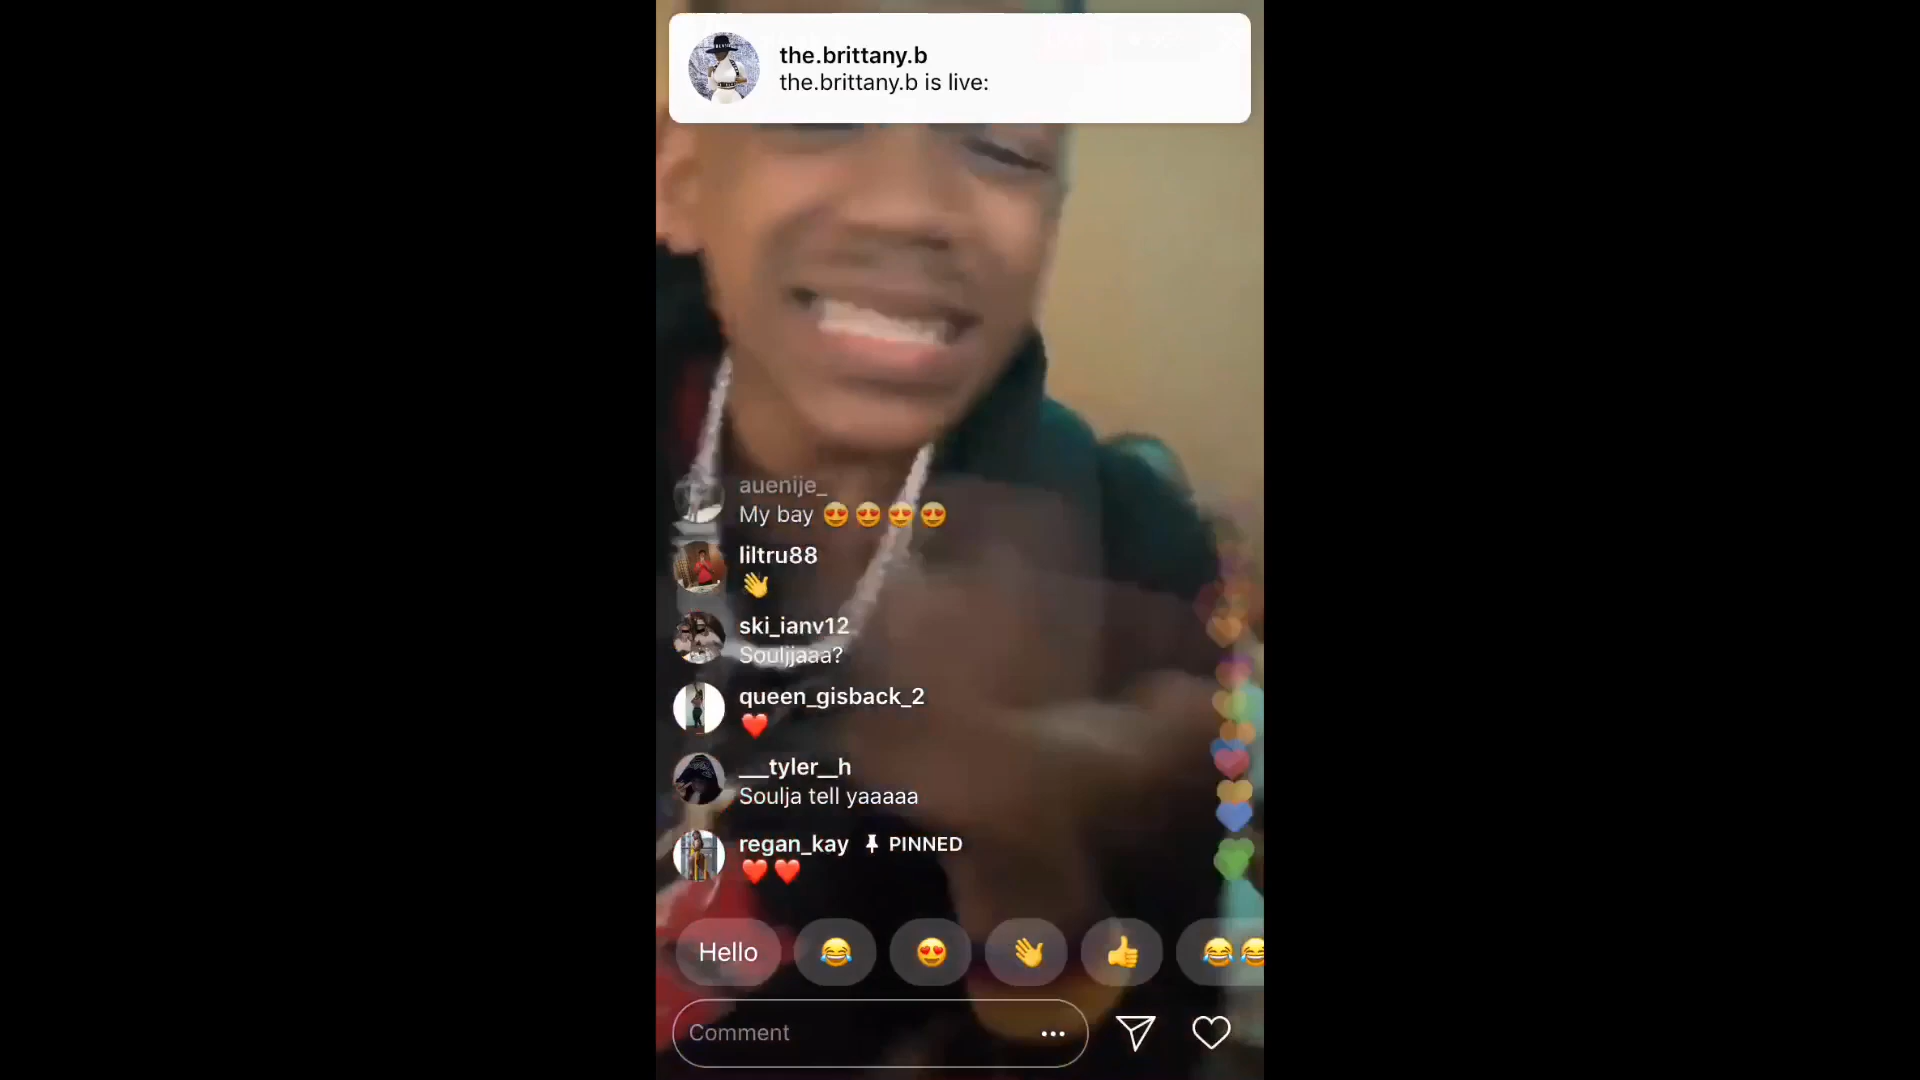 the.brittany.b
the.brittany.b is live:
auenije_
My bay 😍 😍 😍 😍
liltru88
👋
ski_ianv12
Souljjaaa?
queen_gisback_2
❤️
___tyler__h
Soulja tell yaaaaa
regan_kay PINNED
❤️❤️
Hello 😂 😍 👋 👍 😂😂
Comment ...